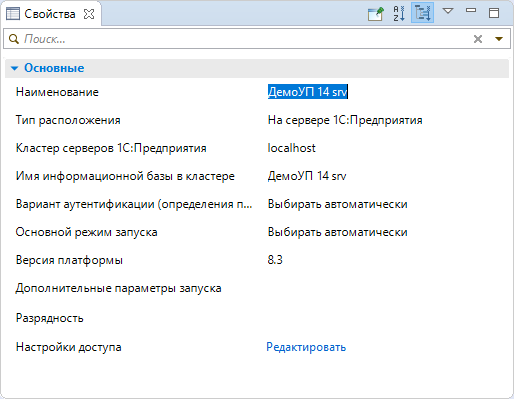 Свойства
Поиск...
Основные
Наименование ДемоУП 14 srv
Тип расположения На сервере 1С:Предприятия
Кластер серверов 1С:Предприятия localhost
Имя информационной базы в кластере ДемоУП 14 srv
Вариант аутентификации (определения п... Выбирать автоматически
Основной режим запуска Выбирать автоматически
Версия платформы 8.3
Дополнительные параметры запуска
Разрядность
Настройки доступа Редактировать